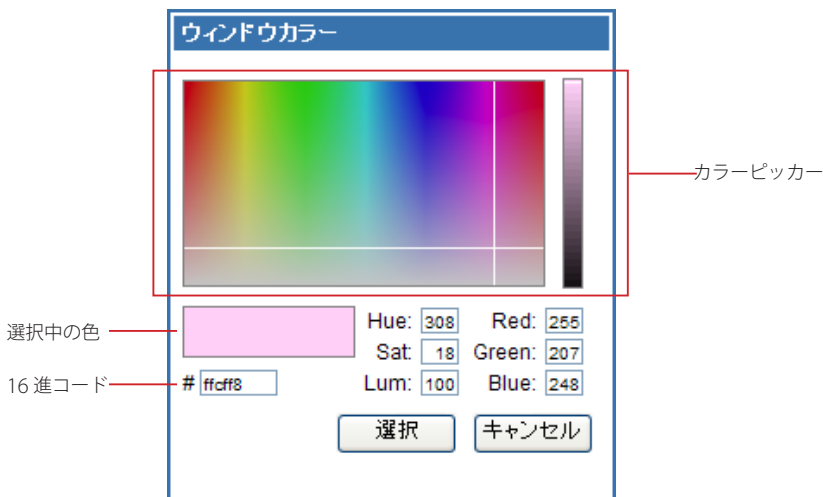 ウィンドウカラー
カラーピッカー
選択中の色
Hue: 308 Red: 255
Sat: 18 Green: 207
16 進コード # ffcff8 Lum: 100 Blue: 248
選択 キャンセル